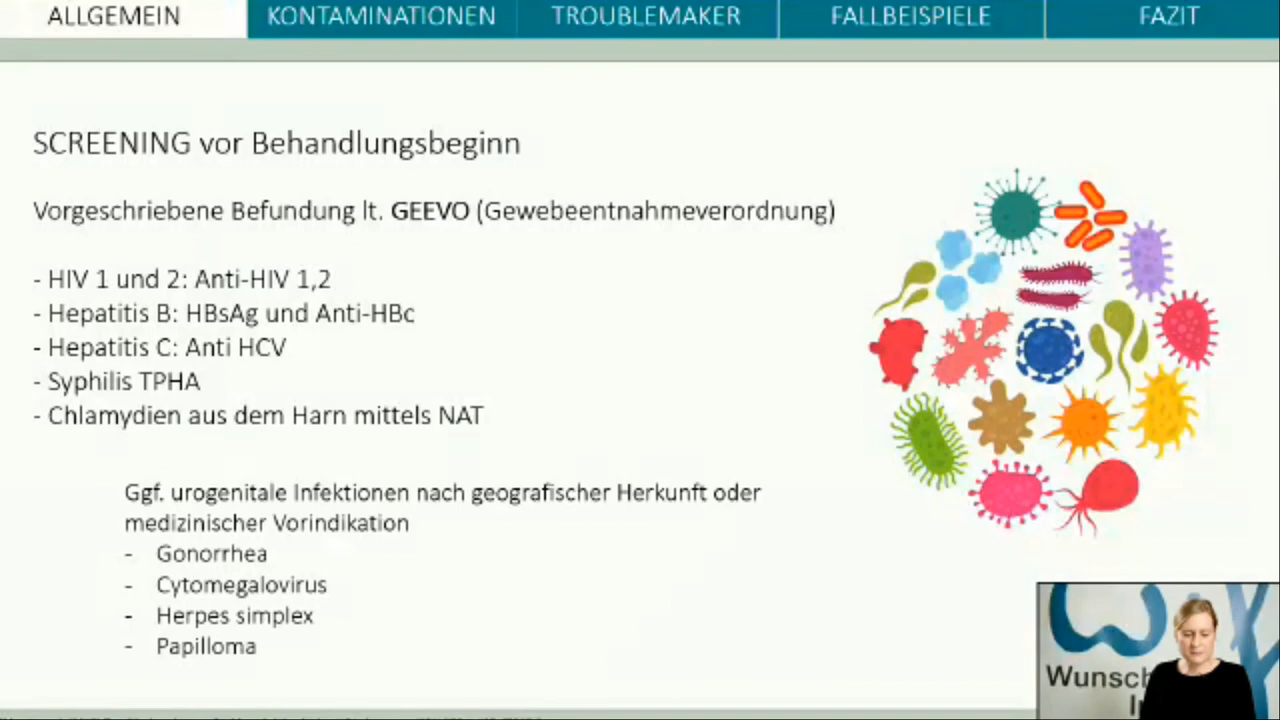 ALLGEMEIN
KONTAMINATIONEN
TROUBLEMAKER
FALLBEISPIELE
FAZIT
SCREENING vor Behandlungsbeginn
Vorgeschriebene Befundung lt. GEEVO (Gewebeentnahmeverordnung)
- HIV 1 und 2: Anti-HIV 1,2
- Hepatitis B: HBsAg und Anti-HBc
- Hepatitis C: Anti HCV
- Syphilis TPHA
- Chlamydien aus dem Harn mittels NAT
Ggf. urogenitale Infektionen nach geografischer Herkunft oder
medizinischer Vorindikation
- Gonorrhea
- Cytomegalovirus
- Herpes simplex
- Papilloma
Wunsch